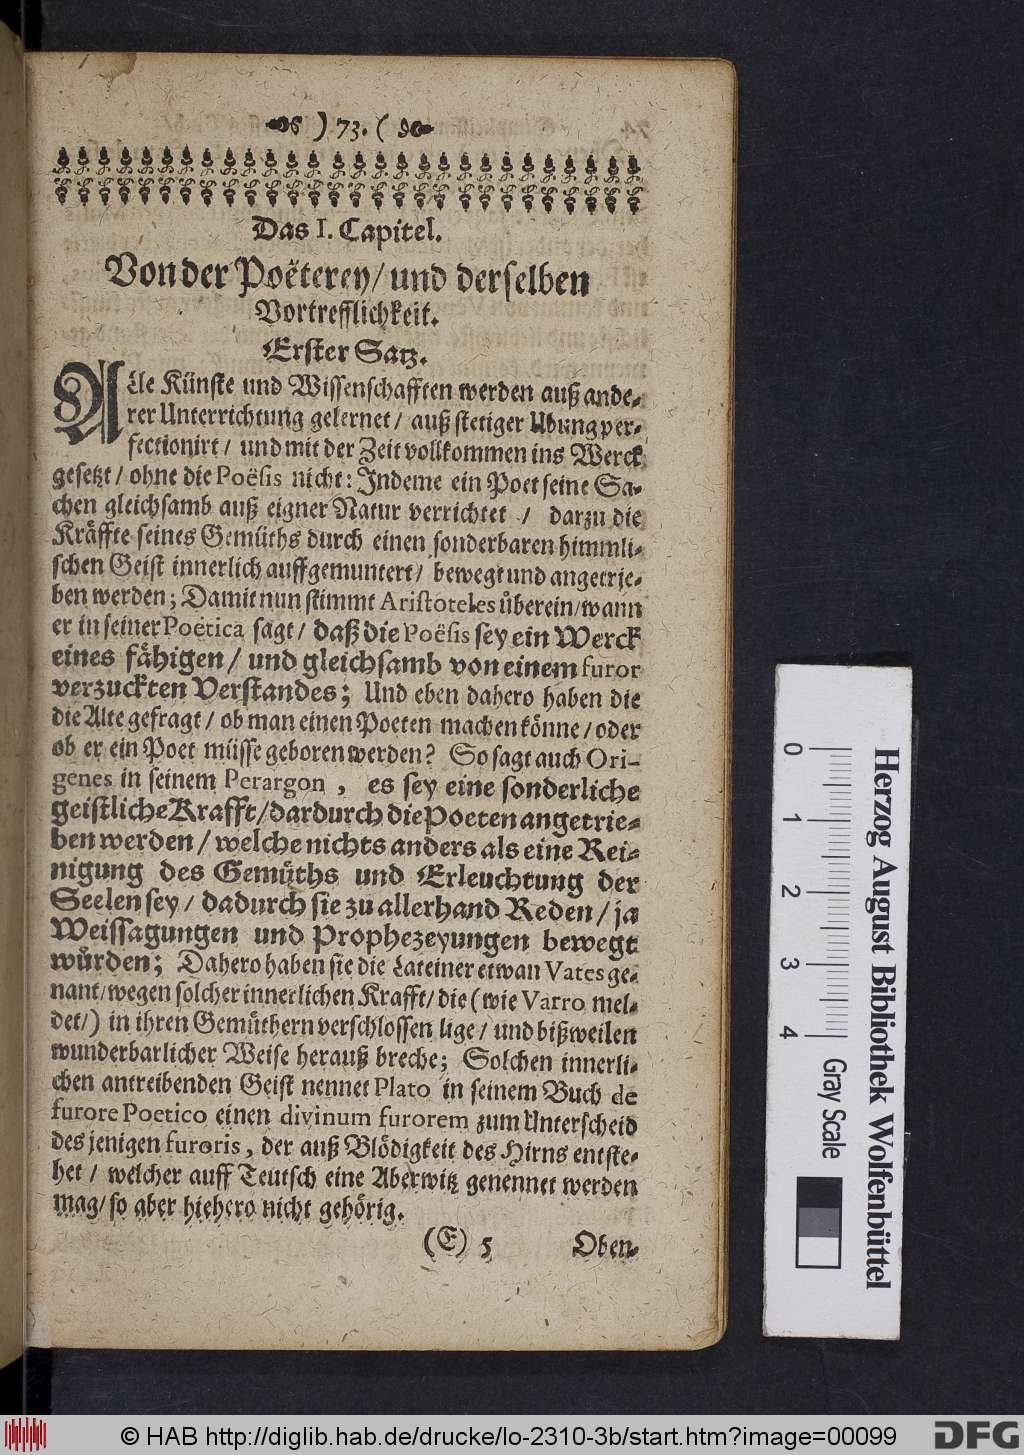 ) 73. (
Das I. Capitel.
Von der Poëterey/ und derselben
Vortrefflichkeit.
Erster Satz.
Alle Künste und Wissenschafften werden auß ande-
rer Unterrichtung gelernet/ auß stetiger Ubung per-
fectionirt/ und mit der Zeit vollkommen ins Werck
gesetzt/ ohne die Poësis nicht: Indeme ein Poet seine Sa-
chen gleichsamb auß eigner Natur verrichtet / darzu die
Kräffte seines Gemüths durch einen sonderbaren himmli-
schen Geist innerlich auffgemuntert/ bewegt und angetrie-
ben werden; Damit nun stimmt Aristoteles überein/wann
er in seiner Poëtica sagt/ daß die Poësis sey ein Werck
eines fähigen/ und gleichsamb von einem furor
verzuckten Verstandes; Und eben dahero haben die
die Alte gefragt/ ob man einen Poeten machen könne/oder
ob er ein Poet müsse geboren werden? So sagt auch Ori-
genes in seinem Perargon, es sey eine sonderliche
geistliche Krafft/dardurch die Poeten angetrie-
ben werden/ welche nichts anders als eine Rei-
nigung des Gemüths und Erleuchtung der
Seelen sey/ dadurch sie zu allerhand Reden/ ja
Weissagungen und Prophezeyungen bewegt
würden; Dahero haben sie die Lateiner etwan Vates ge-
nant/wegen solcher innerlichen Krafft/ die (wie Varro mel-
det/) in ihren Gemüthern verschlossen lige/ und bißweilen
wunderbarlicher Weise herauß breche; Solchen innerli-
chen antreibenden Geist nennet Plato in seinem Buch de
furore Poetico einen divinum furorem zum Unterscheid
des jenigen furoris, der auß Blödigkeit des Hirns entste-
het/ welcher auff Teutsch eine Aberwitz genennet werden
mag/ so aber hiehero nicht gehörig.
(E) 5 Oben-
0 1 2 3 4 Gray Scale
Herzog August Bibliothek Wolfenbüttel
© HAB http://diglib.hab.de/drucke/lo-2310-3b/start.htm?image=00099
DFG